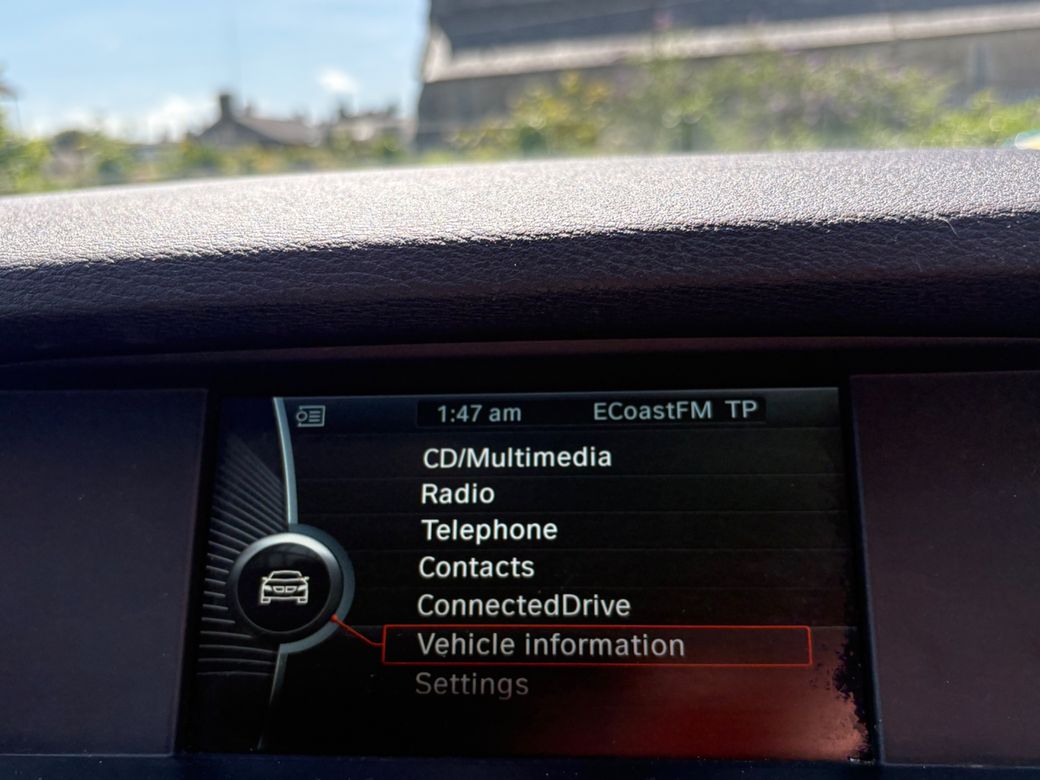 1:47 am ECoastFM TP
CD/Multimedia
Radio
Telephone
Contacts
ConnectedDrive
Vehicle information
Settings